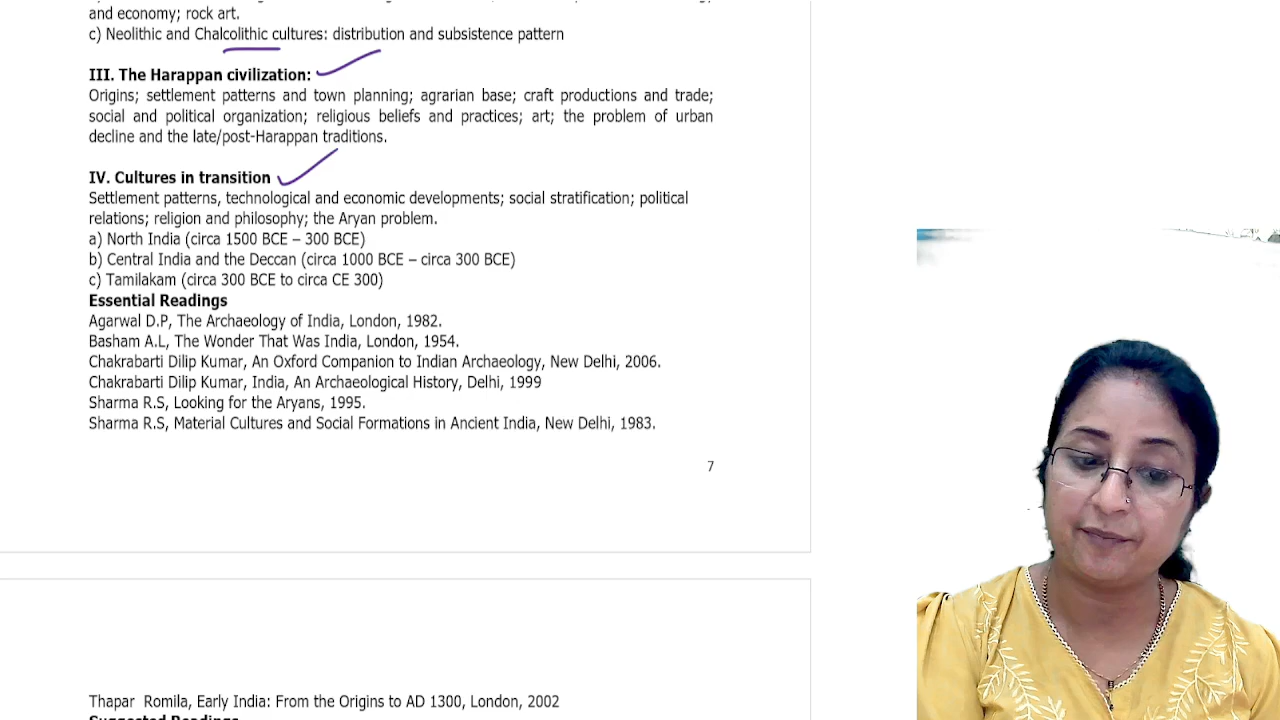 and economy; rock art.
c) Neolithic and Chalcolithic cultures: distribution and subsistence pattern
III. The Harappan civilization:
Origins; settlement patterns and town planning; agrarian base; craft productions and trade;
social and political organization; religious beliefs and practices; art; the problem of urban
decline and the late/post-Harappan traditions.
IV. Cultures in transition
Settlement patterns, technological and economic developments; social stratification; political
relations; religion and philosophy; the Aryan problem.
a) North India (circa 1500 BCE – 300 BCE)
b) Central India and the Deccan (circa 1000 BCE – circa 300 BCE)
c) Tamilakam (circa 300 BCE to circa CE 300)
Essential Readings
Agarwal D.P, The Archaeology of India, London, 1982.
Basham A.L, The Wonder That Was India, London, 1954.
Chakrabarti Dilip Kumar, An Oxford Companion to Indian Archaeology, New Delhi, 2006.
Chakrabarti Dilip Kumar, India, An Archaeological History, Delhi, 1999
Sharma R.S, Looking for the Aryans, 1995.
Sharma R.S, Material Cultures and Social Formations in Ancient India, New Delhi, 1983.
7
Thapar Romila, Early India: From the Origins to AD 1300, London, 2002
Suggested Readings